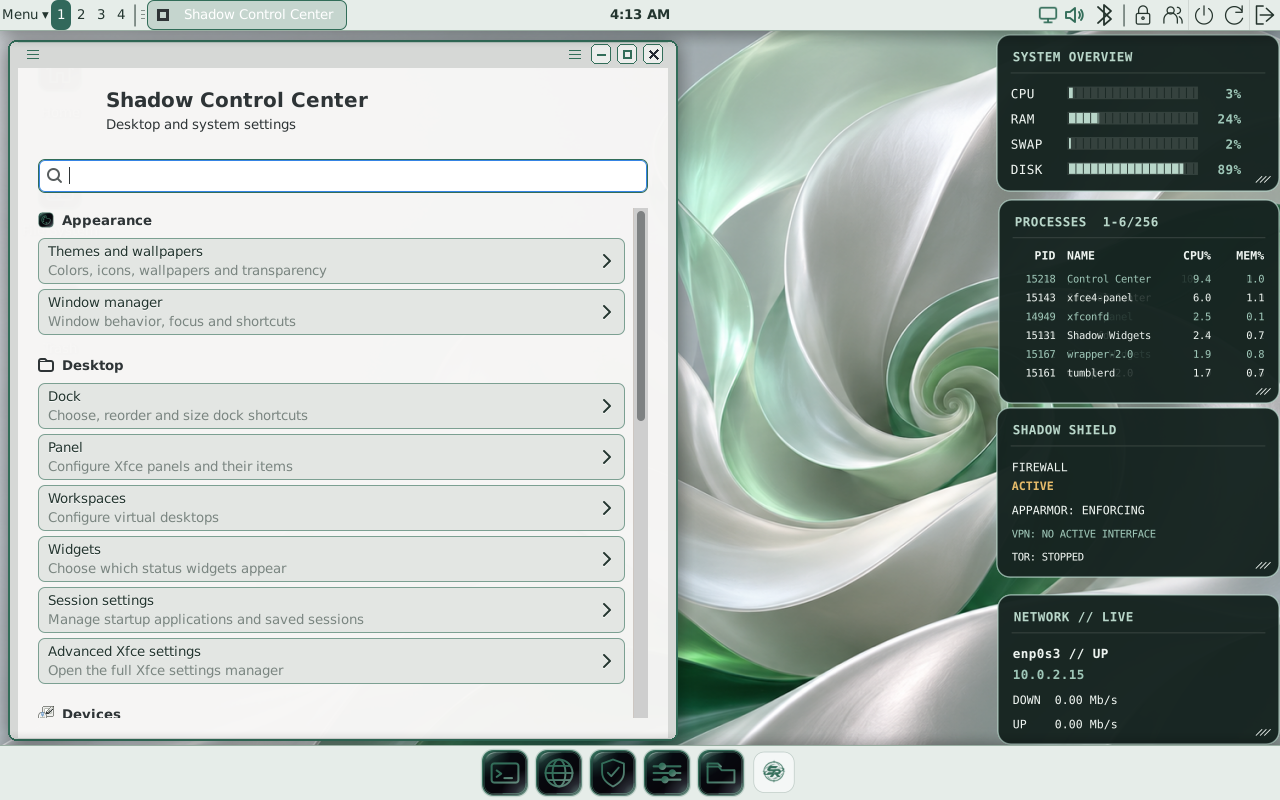 Menu ▾ 1 2 3 4 Shadow Control Center 4:13 AM
Shadow Control Center
Desktop and system settings
Appearance
Themes and wallpapers
Colors, icons, wallpapers and transparency
Window manager
Window behavior, focus and shortcuts
Desktop
Dock
Choose, reorder and size dock shortcuts
Panel
Configure Xfce panels and their items
Workspaces
Configure virtual desktops
Widgets
Choose which status widgets appear
Session settings
Manage startup applications and saved sessions
Advanced Xfce settings
Open the full Xfce settings manager
Devices
SYSTEM OVERVIEW
CPU 3%
RAM 24%
SWAP 2%
DISK 89%
PROCESSES 1-6/256
PID NAME CPU% MEM%
15218 Control Center 9.4 1.0
15143 xfce4-panel 6.0 1.1
14949 xfconfd 2.5 0.1
15131 Shadow Widgets 2.4 0.7
15167 wrapper-2.0 1.9 0.8
15161 tumblerd 1.7 0.7
SHADOW SHIELD
FIREWALL
ACTIVE
APPARMOR: ENFORCING
VPN: NO ACTIVE INTERFACE
TOR: STOPPED
NETWORK // LIVE
enp0s3 // UP
10.0.2.15
DOWN 0.00 Mb/s
UP 0.00 Mb/s